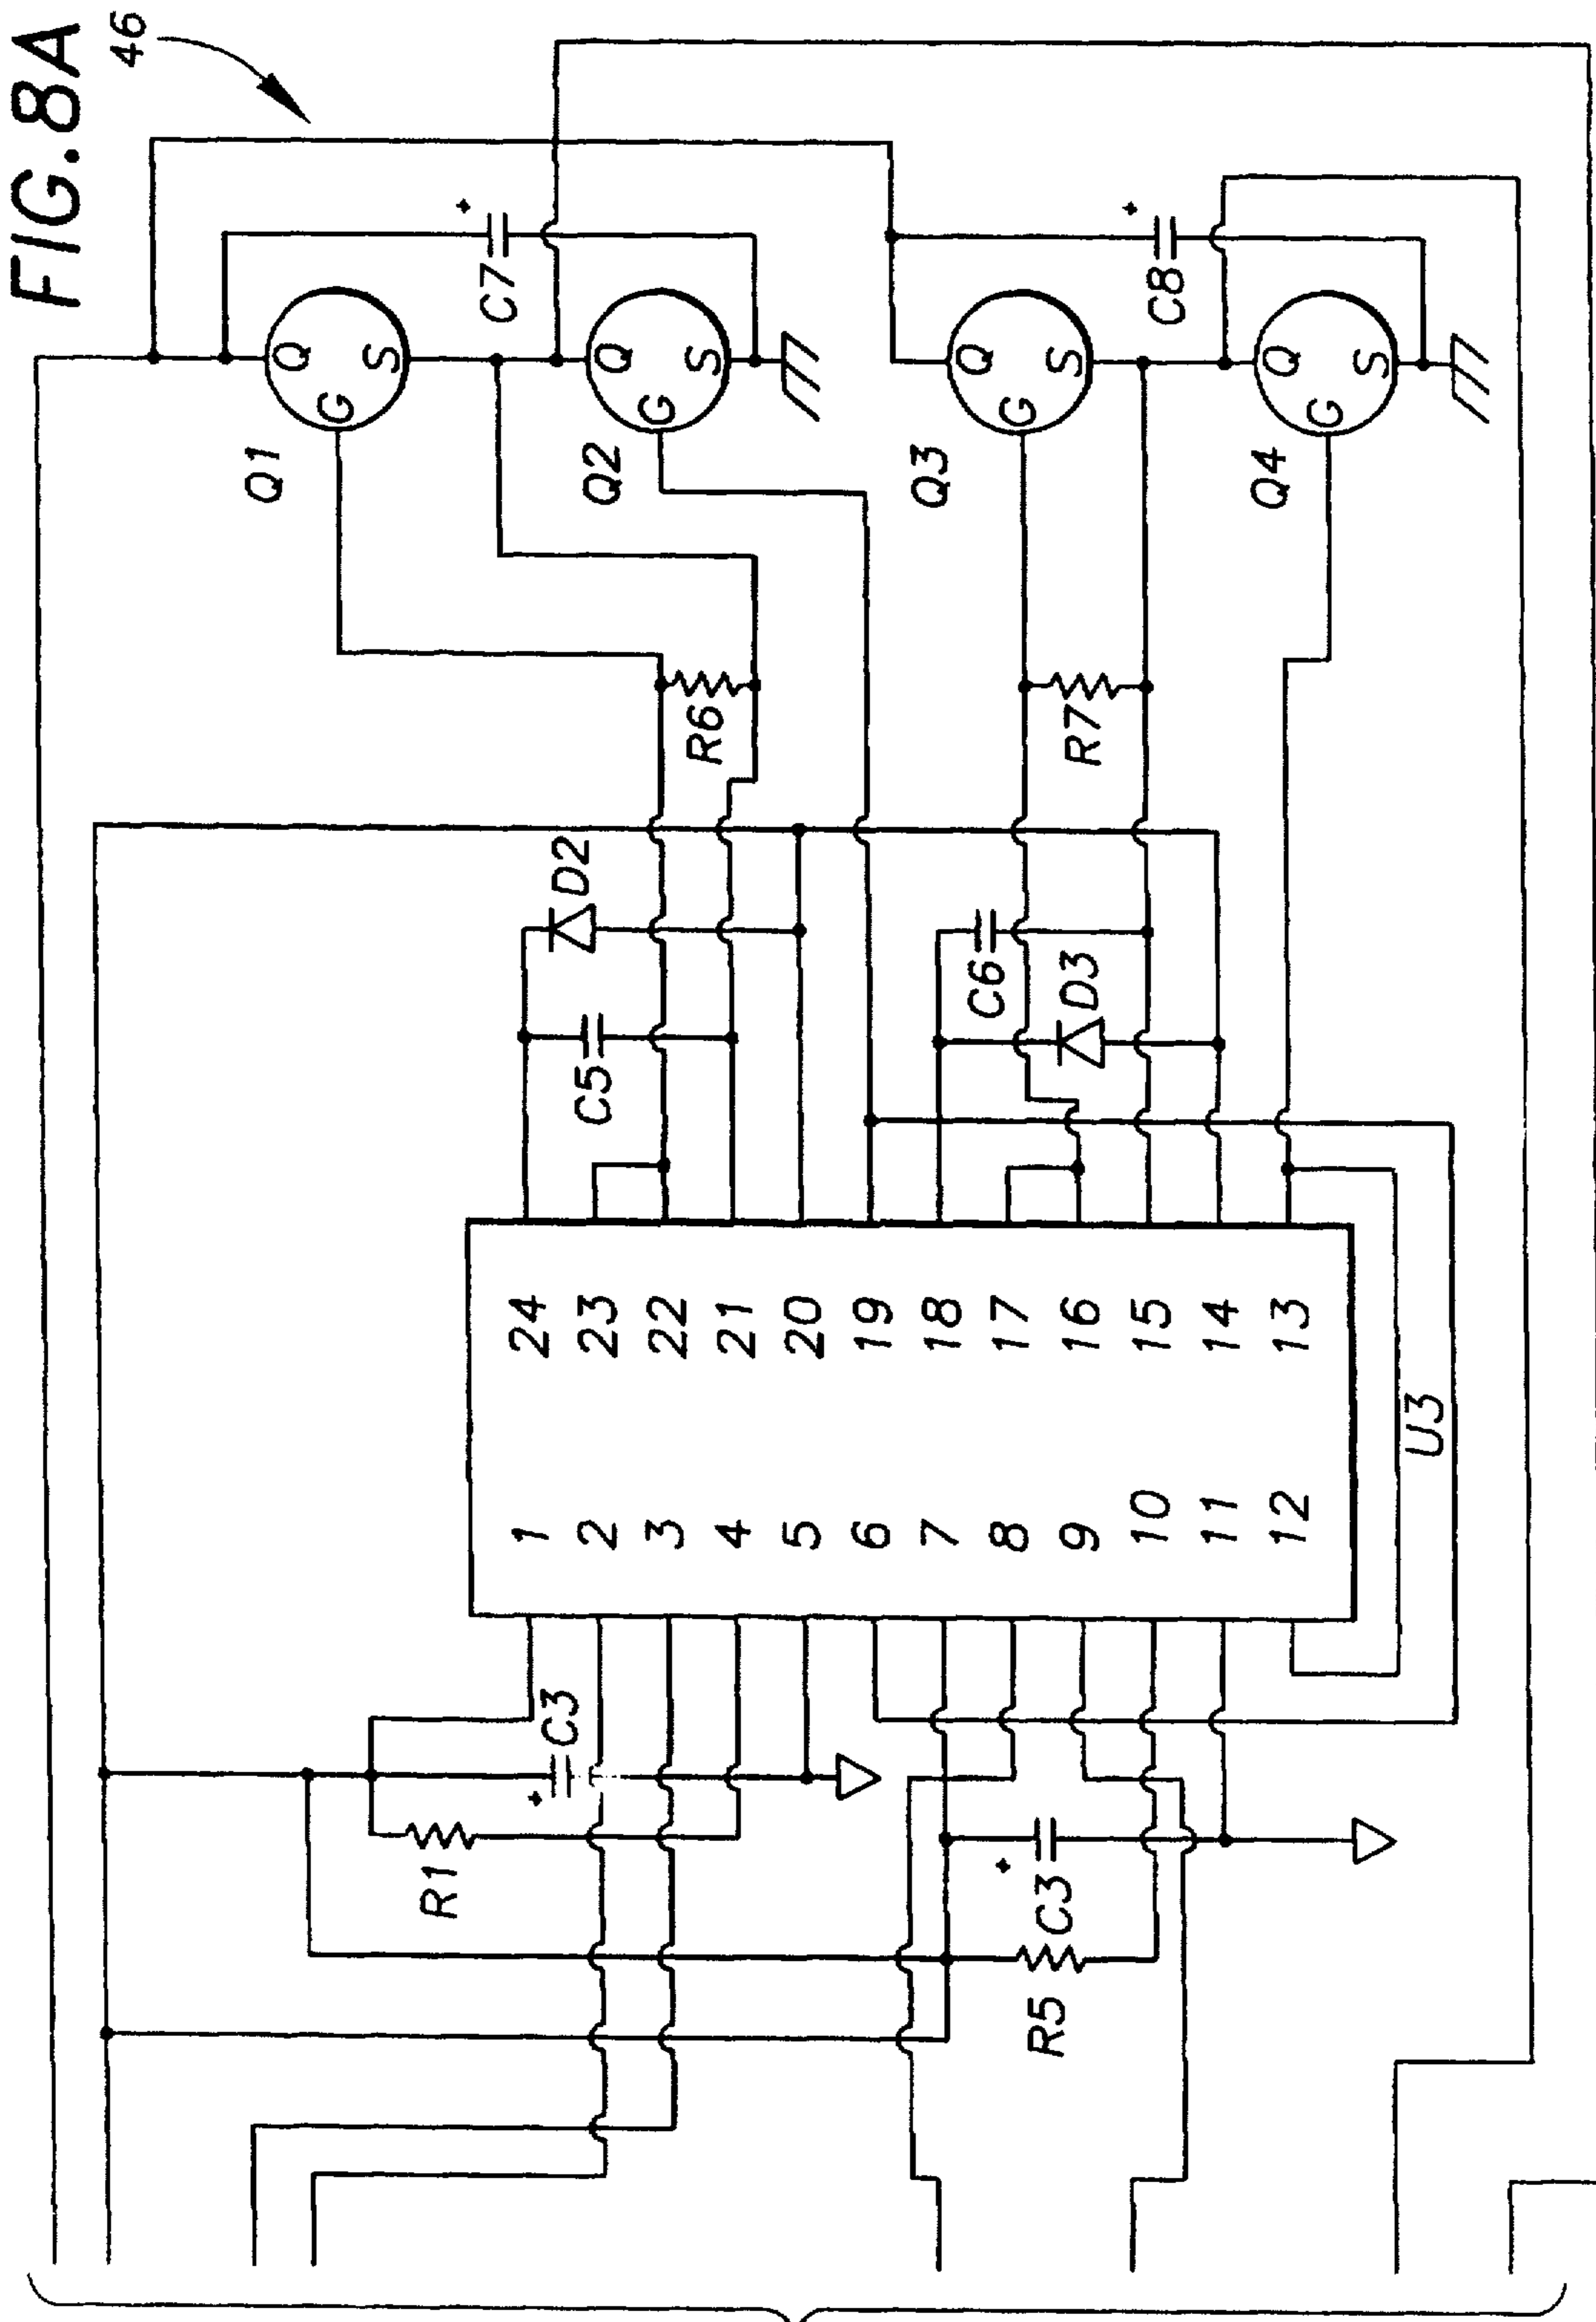 FIG.8A
46
Q
G
S
Q1
+
C7
Q
G
S
Q2
Q
G
S
Q3
+
C8
Q
G
S
Q4
R6
R7
D2
C5
C6
D3
1 24
2 23
3 22
4 21
5 20
6 19
7 18
8 17
9 16
10 15
11 14
12 13
U3
+
C3
R1
+
C3
R5